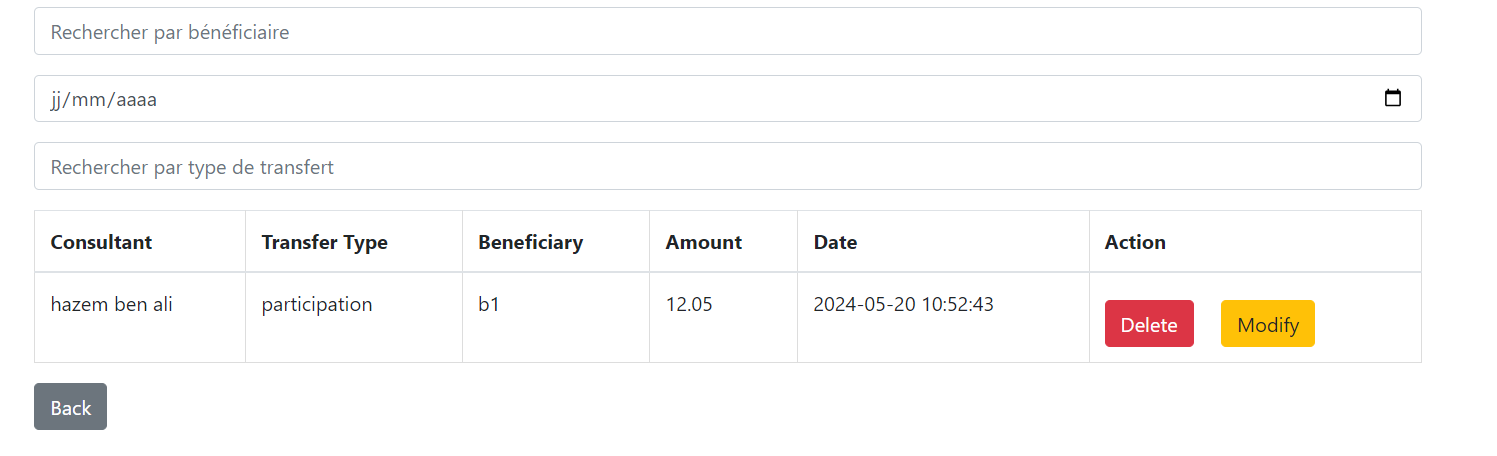 Rechercher par bénéficiaire
jj/mm/aaaa
Rechercher par type de transfert
Consultant Transfer Type Beneficiary Amount Date Action
hazem ben ali participation b1 12.05 2024-05-20 10:52:43 Delete Modify
Back